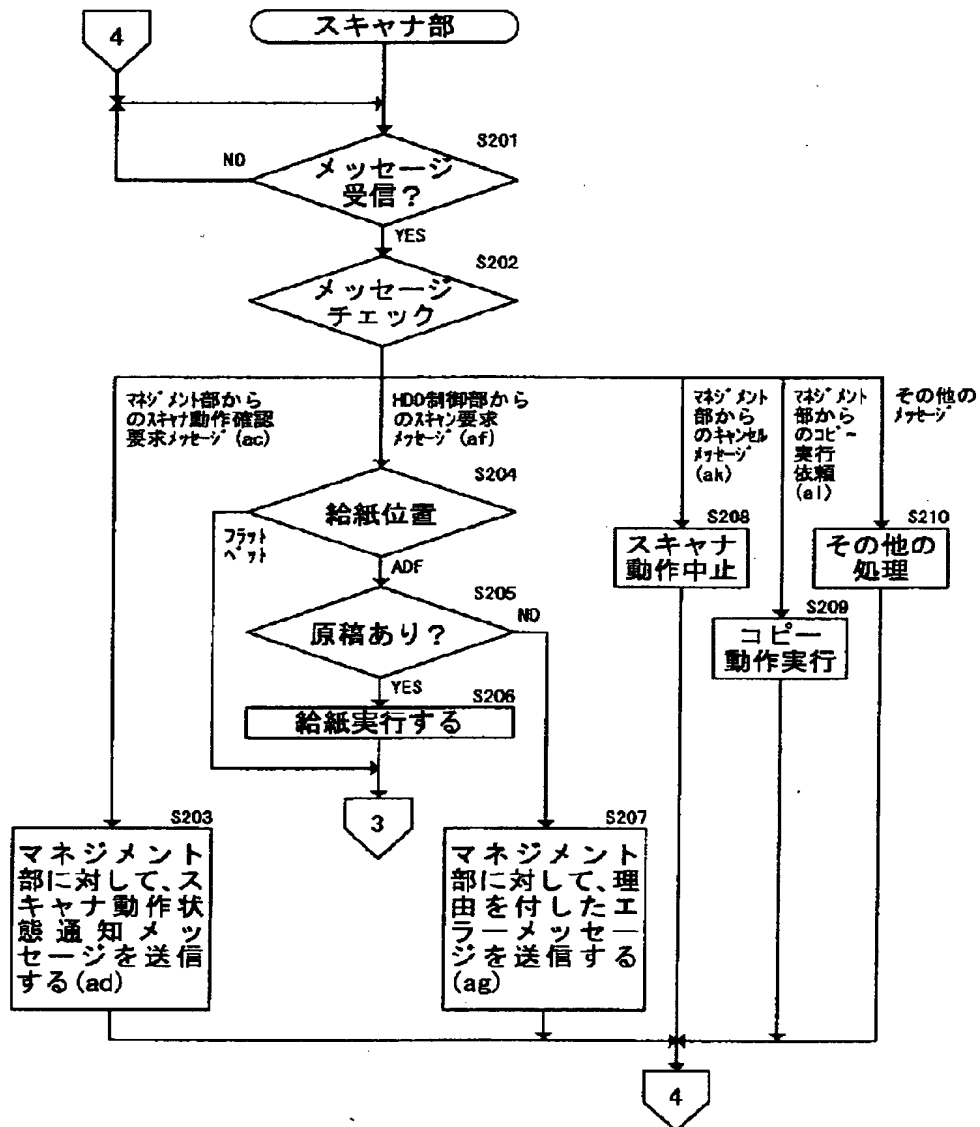 4
スキャナ部
S201
NO
メッセージ
受信?
YES
S202
メッセージ
チェック
マネジメント部から
のスキャナ動作確認
要求メッセージ(ac)
HDD制御部から
のスキャン要求
メッセージ(af)
マネジメント
部から
のキャンセル
メッセージ
(ak)
マネジメント
部から
のコピー
実行
依頼
(al)
その他の
メッセージ
S204
給紙位置
フラット
ベット
ADF
S205
原稿あり?
NO
YES
S206
給紙実行する
3
S208
スキャナ
動作中止
S210
その他の
処理
S209
コピー
動作実行
S203
マネジメント
部に対して、ス
キャナ動作状
態通知メッ
セージを送信
する(ad)
S207
マネジメント
部に対して、理
由を付したエ
ラーメッセー
ジを送信する
(ag)
4